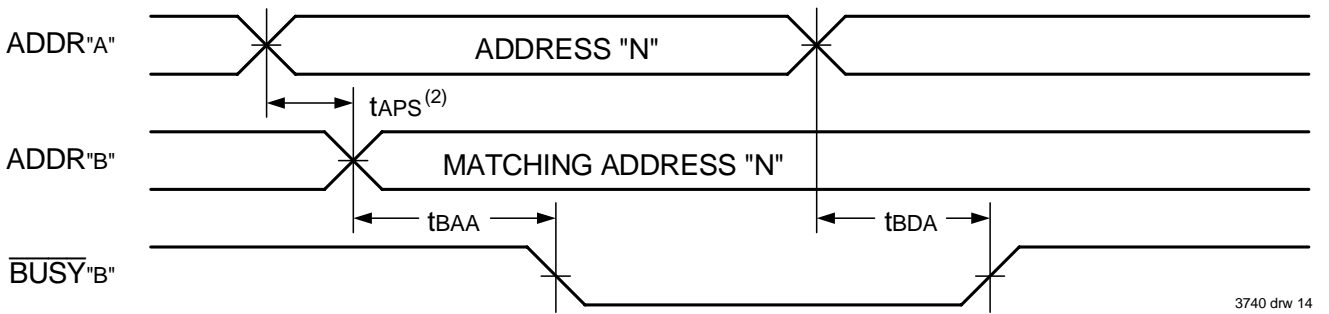 ADDR"A"
ADDRESS "N"
tAPS(2)
ADDR"B"
MATCHING ADDRESS "N"
tBAA
tBDA
BUSY"B"
3740 drw 14